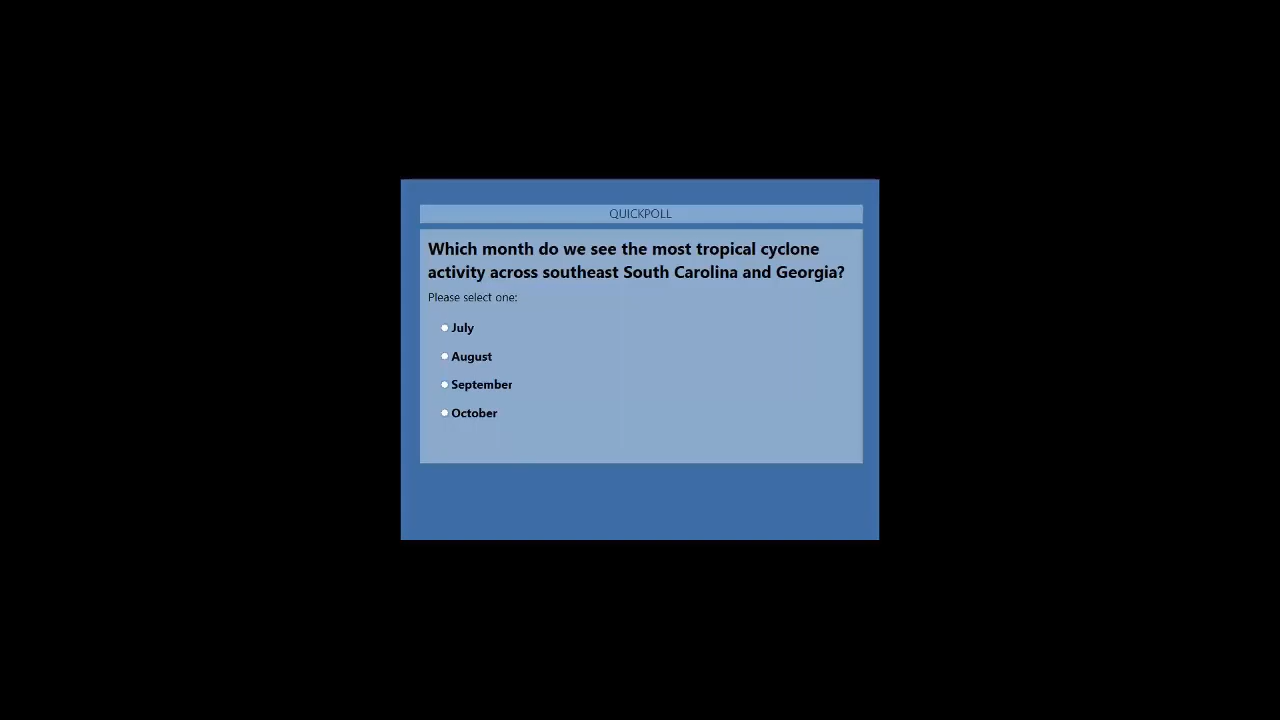 QUICKPOLL
Which month do we see the most tropical cyclone
activity across southeast South Carolina and Georgia?
Please select one:
July
August
September
October